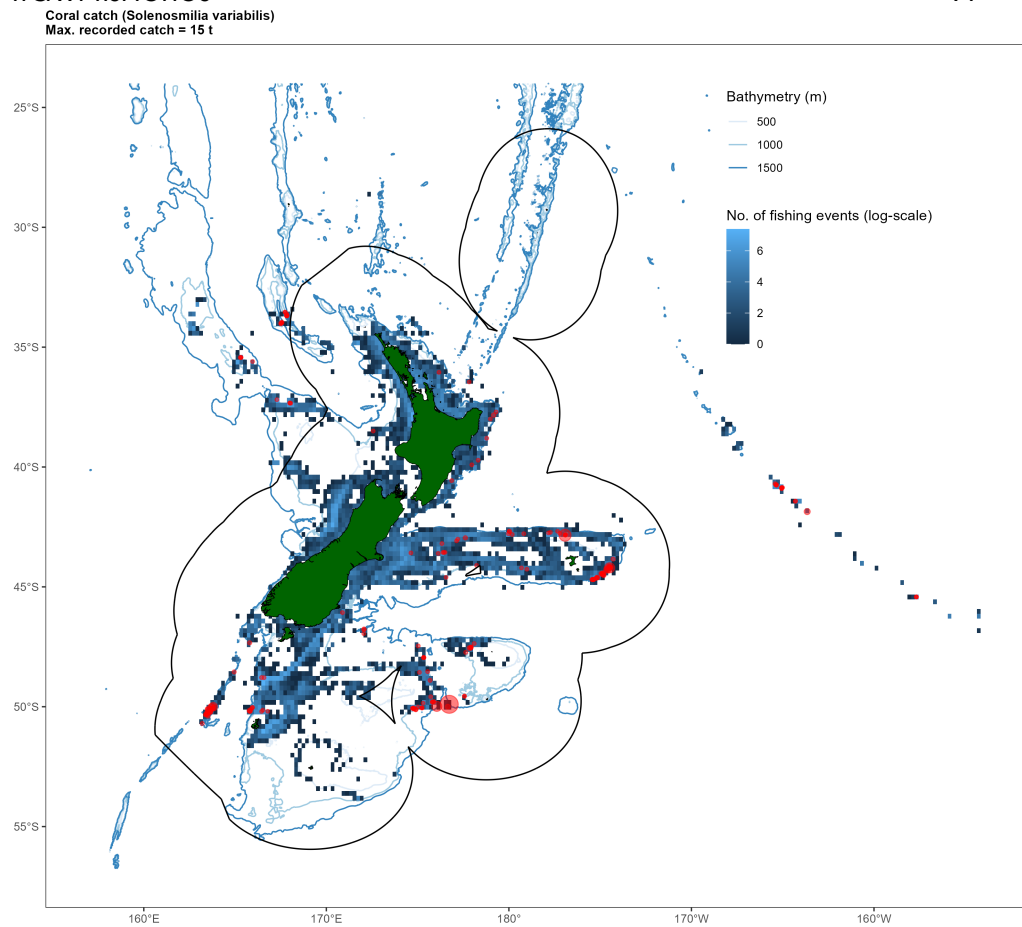 Coral catch (Solenosmilia variabilis)
Max. recorded catch = 15 t
25°S
30°S
35°S
40°S
45°S
50°S
55°S
160°E
170°E
180°
170°W
160°W
Bathymetry (m)
500
1000
1500
No. of fishing events (log-scale)
6
4
2
0